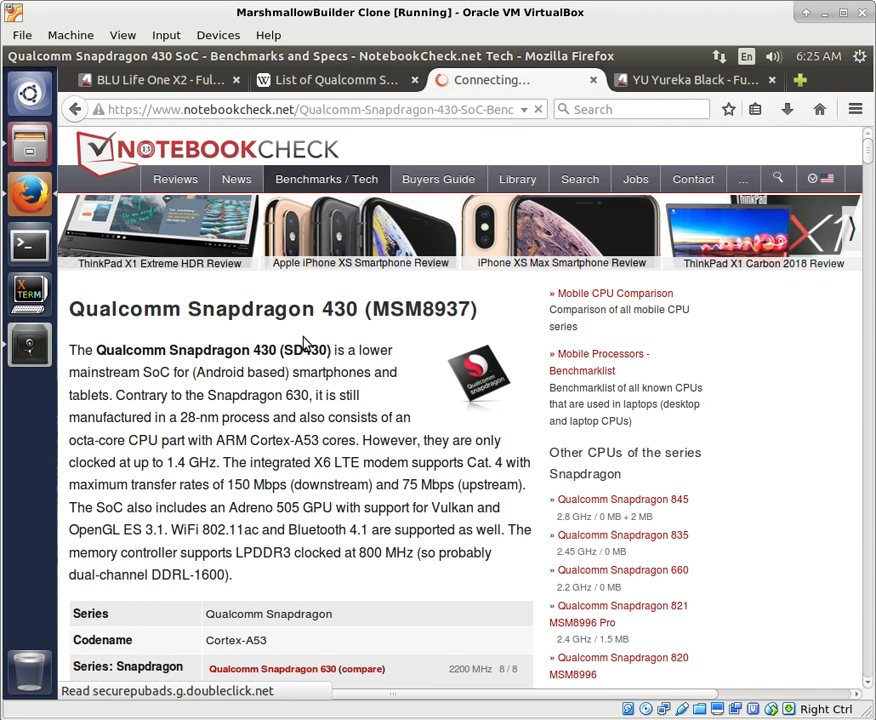 MarshmallowBuilder Clone [Running] - Oracle VM VirtualBox
File Machine View Input Devices Help
Qualcomm Snapdragon 430 SoC - Benchmarks and Specs - NotebookCheck.net Tech - Mozilla Firefox
En
6:25 AM
BLU Life One X2 - Ful...
List of Qualcomm S...
Connecting...
YU Yureka Black - Fu...
https://www.notebookcheck.net/Qualcomm-Snapdragon-430-SoC-Benc
Search
NOTEBOOKCHECK
Reviews News Benchmarks / Tech Buyers Guide Library Search Jobs Contact ...
ThinkPad X1 Extreme HDR Review
Apple iPhone XS Smartphone Review
iPhone XS Max Smartphone Review
ThinkPad X1 Carbon 2018 Review
Qualcomm Snapdragon 430 (MSM8937)
The Qualcomm Snapdragon 430 (SD430) is a lower
mainstream SoC for (Android based) smartphones and
tablets. Contrary to the Snapdragon 630, it is still
manufactured in a 28-nm process and also consists of an
octa-core CPU part with ARM Cortex-A53 cores. However, they are only
clocked at up to 1.4 GHz. The integrated X6 LTE modem supports Cat. 4 with
maximum transfer rates of 150 Mbps (downstream) and 75 Mbps (upstream).
The SoC also includes an Adreno 505 GPU with support for Vulkan and
OpenGL ES 3.1. WiFi 802.11ac and Bluetooth 4.1 are supported as well. The
memory controller supports LPDDR3 clocked at 800 MHz (so probably
dual-channel DDRL-1600).
Series Qualcomm Snapdragon
Codename Cortex-A53
Series: Snapdragon Qualcomm Snapdragon 630 (compare) 2200 MHz 8 / 8
» Mobile CPU Comparison
Comparison of all mobile CPU
series
» Mobile Processors -
Benchmarklist
Benchmarklist of all known CPUs
that are used in laptops (desktop
and laptop CPUs)
Other CPUs of the series
Snapdragon
» Qualcomm Snapdragon 845
2.8 GHz / 0 MB + 2 MB
» Qualcomm Snapdragon 835
2.45 GHz / 0 MB
» Qualcomm Snapdragon 660
2.2 GHz / 0 MB
» Qualcomm Snapdragon 821
MSM8996 Pro
2.4 GHz / 1.5 MB
» Qualcomm Snapdragon 820
MSM8996
Read securepubads.g.doubleclick.net
Right Ctrl